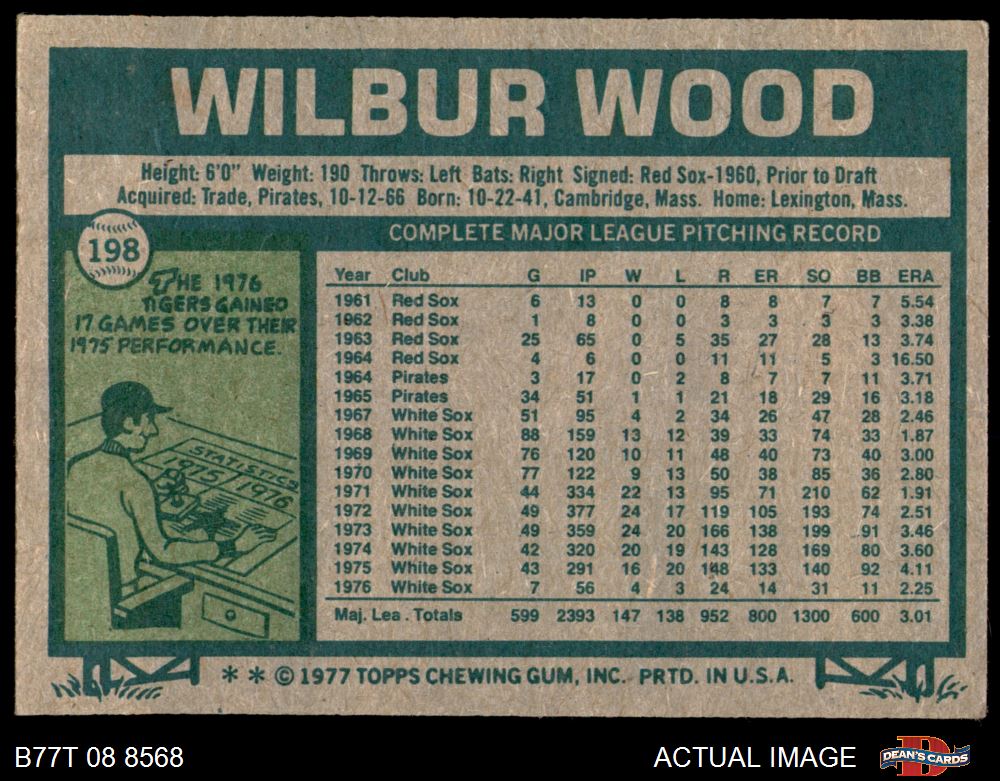 WILBUR WOOD
Height: 6'0" Weight: 190 Throws: Left Bats: Right Signed: Red Sox-1960, Prior to Draft
Acquired: Trade, Pirates, 10-12-66 Born: 10-22-41, Cambridge, Mass. Home: Lexington, Mass.
198
THE 1976
TIGERS GAINED
17 GAMES OVER THEIR
1975 PERFORMANCE.
STATISTICS
1975 1976
COMPLETE MAJOR LEAGUE PITCHING RECORD
Year Club G IP W L R ER SO BB ERA
1961 Red Sox 6 13 0 0 8 8 7 7 5.54
1962 Red Sox 1 8 0 0 3 3 3 3 3.38
1963 Red Sox 25 65 0 5 35 27 28 13 3.74
1964 Red Sox 4 6 0 0 11 11 5 3 16.50
1964 Pirates 3 17 0 2 8 7 7 11 3.71
1965 Pirates 34 51 1 1 21 18 29 16 3.18
1967 White Sox 51 95 4 2 34 26 47 28 2.46
1968 White Sox 88 159 13 12 39 33 74 33 1.87
1969 White Sox 76 120 10 11 48 40 73 40 3.00
1970 White Sox 77 122 9 13 50 38 85 36 2.80
1971 White Sox 44 334 22 13 95 71 210 62 1.91
1972 White Sox 49 377 24 17 119 105 193 74 2.51
1973 White Sox 49 359 24 20 166 138 199 91 3.46
1974 White Sox 42 320 20 19 143 128 169 80 3.60
1975 White Sox 43 291 16 20 148 133 140 92 4.11
1976 White Sox 7 56 4 3 24 14 31 11 2.25
Maj. Lea. Totals 599 2393 147 138 952 800 1300 600 3.01
** © 1977 TOPPS CHEWING GUM, INC. PRTD. IN U.S.A.
B77T 08 8568
ACTUAL IMAGE
DEAN'S CARDS